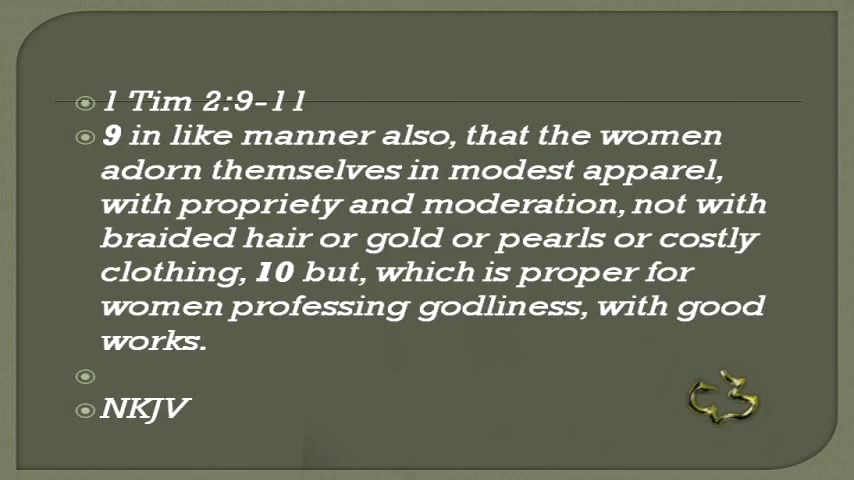 1 Tim 2:9-11
9 in like manner also, that the women
adorn themselves in modest apparel,
with propriety and moderation, not with
braided hair or gold or pearls or costly
clothing, 10 but, which is proper for
women professing godliness, with good
works.
NKJV